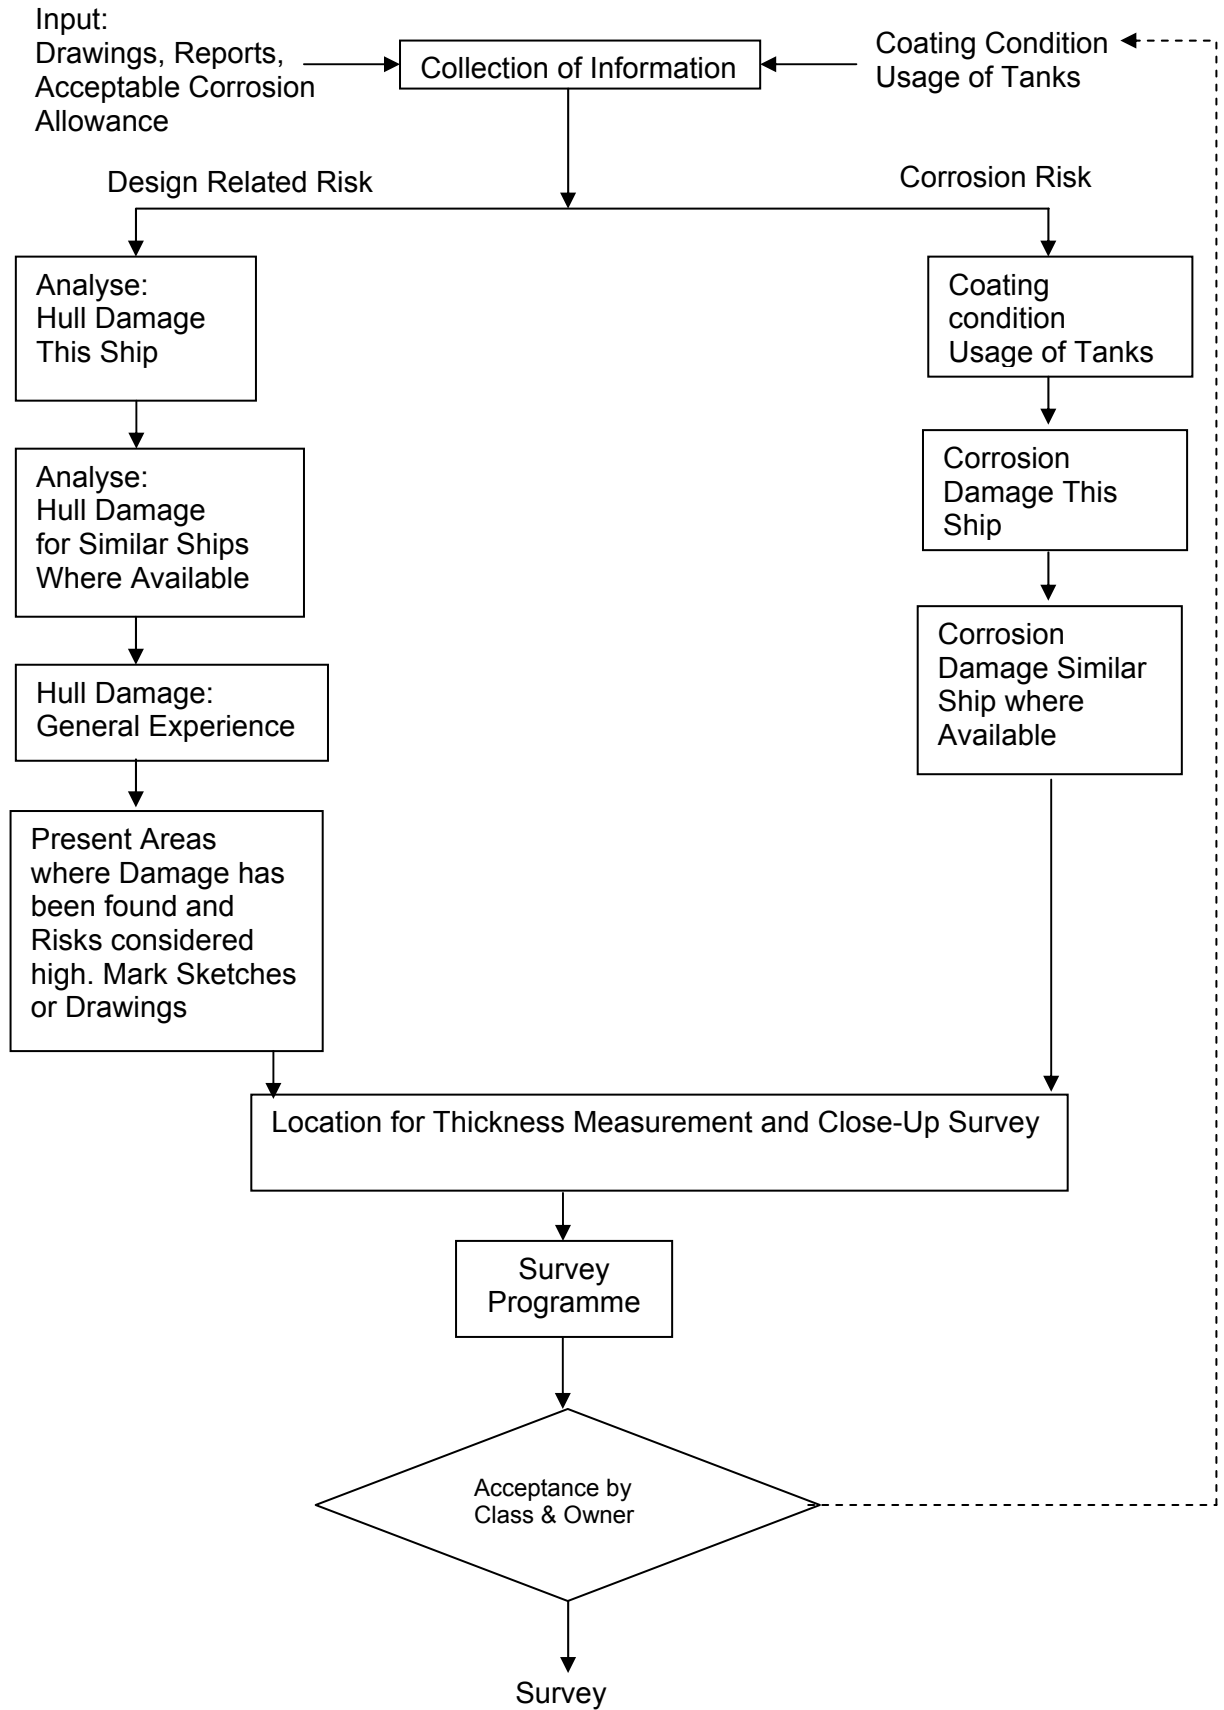 Input:
Drawings, Reports,
Acceptable Corrosion
Allowance
Collection of Information
Coating Condition
Usage of Tanks
Design Related Risk
Corrosion Risk
Analyse:
Hull Damage
This Ship
Analyse:
Hull Damage
for Similar Ships
Where Available
Hull Damage:
General Experience
Present Areas
where Damage has
been found and
Risks considered
high. Mark Sketches
or Drawings
Coating
condition
Usage of Tanks
Corrosion
Damage This
Ship
Corrosion
Damage Similar
Ship where
Available
Location for Thickness Measurement and Close-Up Survey
Survey
Programme
Acceptance by
Class & Owner
Survey